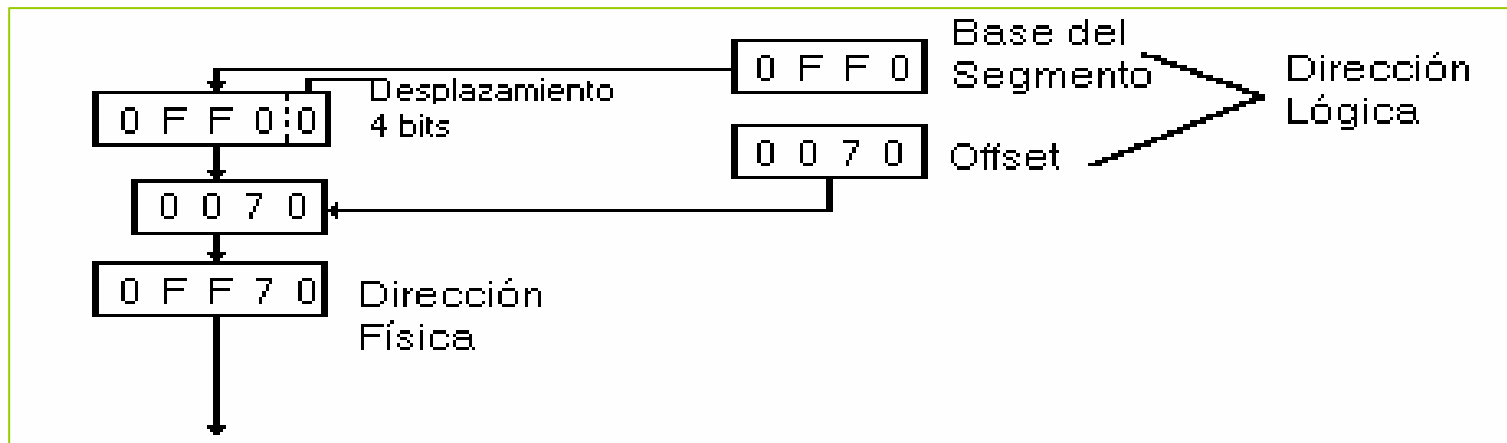 0 F F 0
Base del
Segmento
Dirección
Lógica
0 F F 0 0
Desplazamiento
4 bits
0 0 7 0
Offset
0 0 7 0
0 F F 7 0
Dirección
Física